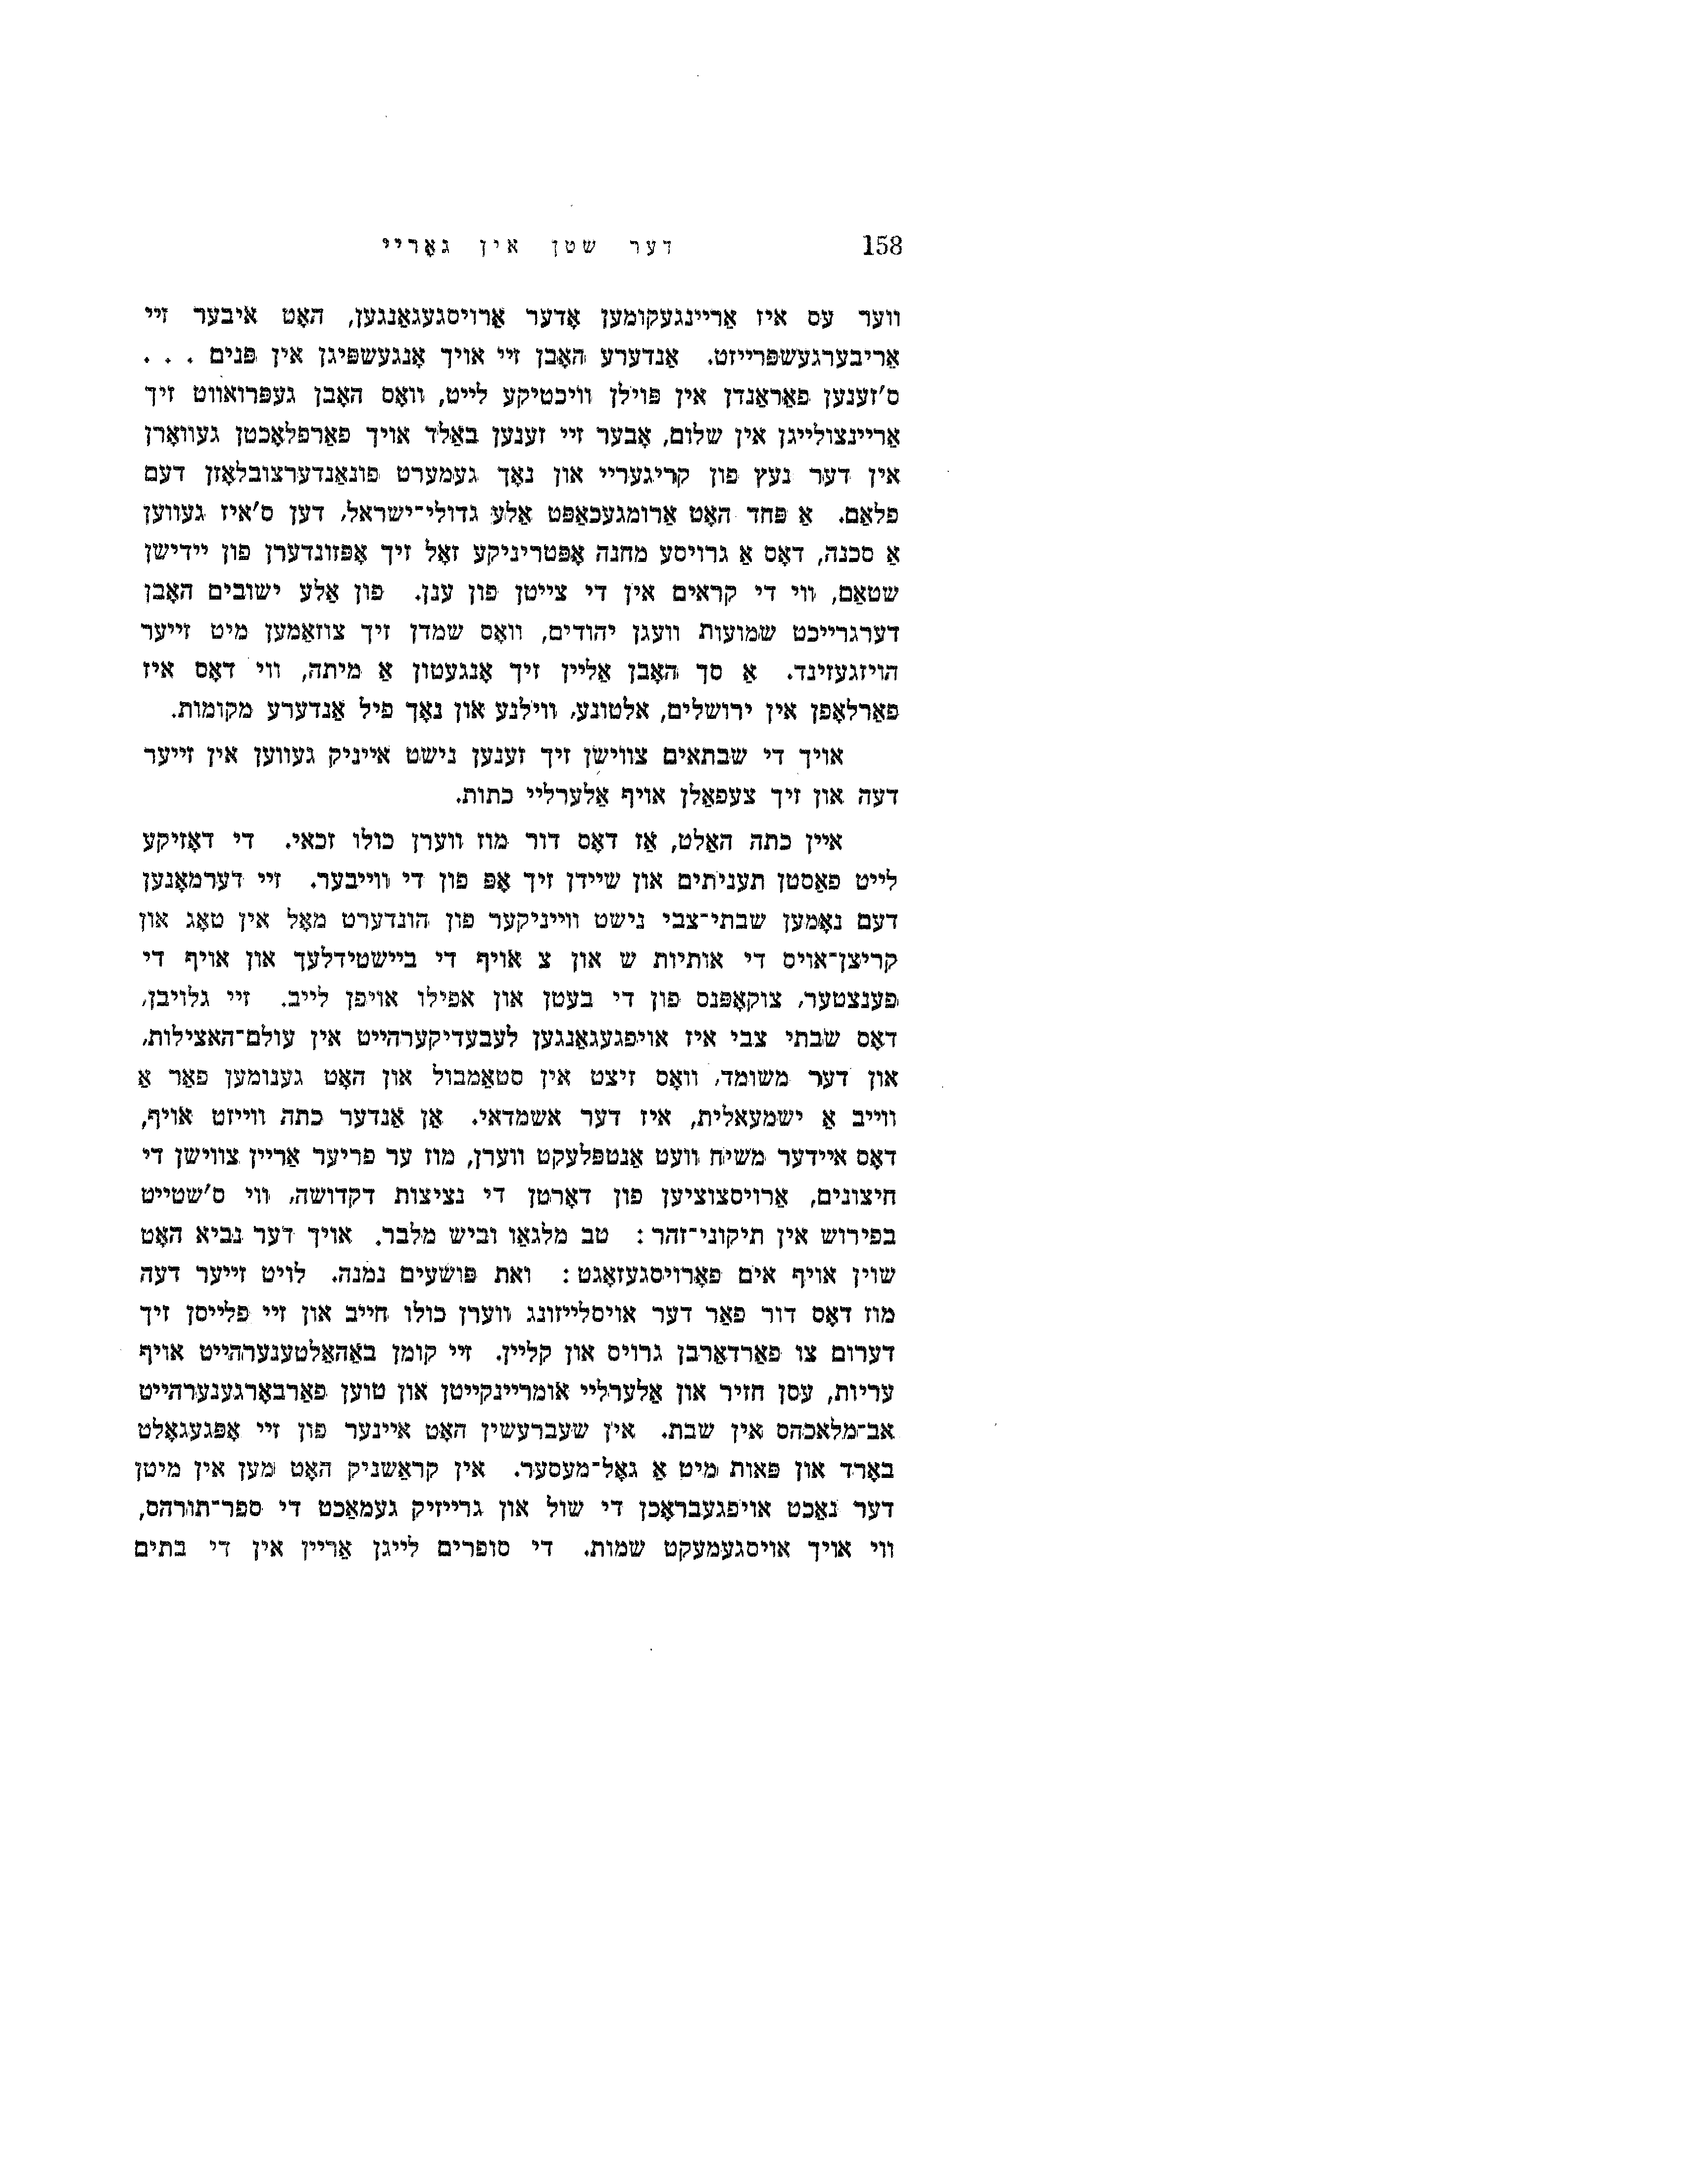 158 דער שטן אין גאָריי
ווער עס איז אַריינגעקומען אָדער אַרויסגעגאַנגען, האָט איבער זיי
אַריבערגעשפּרייזט. אַנדערע האָבן זיי אויך אָנגעשפּיגן אין פּנים . . .
ס'זענען פאַראַנדן אין פּוילן וויכטיקע לייט, וואָס האָבן געפּרואווט זיך
אַריינצולייגן אין שלום, אָבער זיי זענען באַלד אויך פאַרפלאָכטן געוואָרן
אין דער נעץ פון קריגעריי און נאָך געמערט פונאַנדערצובלאָזן דעם
פלאַם. אַ פּחד האָט אַרומגעכאַפּט אַלע גדולי־ישראל, דען ס'איז געווען
אַ סכנה, דאָס אַ גרויסע מחנה אָפּטריניקע זאָל זיך אָפּזונדערן פון יידישן
שטאַם, ווי די קראים אין די צייטן פון ענן. פון אַלע ישובים האָבן
דערגרייכט שמועות וועגן יהודים, וואָס שמדן זיך צוזאַמען מיט זייער
הויזגעזינד. אַ סך האָבן אַליין זיך אָנגעטון אַ מיתה, ווי דאָס איז
פאַרלאָפן אין ירושלים, אלטונע, ווילנע און נאָך פיל אַנדערע מקומות.
אויך די שבתאים צווישן זיך זענען נישט אייניק געווען אין זייער
דעה און זיך צעפאַלן אויף אַלערליי כתות.
איין כתה האַלט, אַז דאָס דור מוז ווערן כולו זכאי. די דאָזיקע
לייט פאַסטן תעניתים און שיידן זיך אָפּ פון די ווייבער. זיי דערמאָנען
דעם נאָמען שבתי־צבי נישט ווייניקער פון הונדערט מאָל אין טאָג און
קריצן־אויס די אותיות ש און צ אויף די ביישטידלעך און אויף די
פענצטער, צוקאָפּנס פון די בעטן און אפילו אויפן לייב. זיי גלויבן,
דאָס שבתי צבי איז אויפגעגאַנגען לעבעדיקערהייט אין עולם־האצילות,
און דער משומד, וואָס זיצט אין סטאַמבול און האָט גענומען פאַר אַ
ווייב אַ ישמעאלית, איז דער אשמדאי. אַן אַנדער כתה ווייזט אויף,
דאָס איידער משיח וועט אַנטפּלעקט ווערן, מוז ער פריער אַריין צווישן די
חיצונים, אַרויסצוציען פון דאָרטן די נציצות דקדושה, ווי ס'שטייט
בפירוש אין תיקוני־זהר: טב מלגאַו וביש מלבר. אויך דער נביא האָט
שוין אויף אים פאָרויסגעזאָגט: ואת פּושעים נמנה. לויט זייער דעה
מוז דאָס דור פאַר דער אויסלייזונג ווערן כולו חייב און זיי פלייסן זיך
דערום צו פאַרדאַרבן גרויס און קליין. זיי קומן באַהאַלטענערהייט אויף
עריות, עסן חזיר און אַלערליי אומריינקייטן און טוען פאַרבאָרגענערהייט
אב־מלאכהס אין שבת. אין שעברעשין האָט איינער פון זיי אָפּגעגאָלט
באָרד און פּאות מיט אַ גאָל־מעסער. אין קראַשניק האָט מען אין מיטן
דער נאַכט אויפגעבראָכן די שול און גרייזיק געמאַכט די ספר־תורהס,
ווי אויך אויסגעמעקט שמות. די סופרים לייגן אַריין אין די בתים